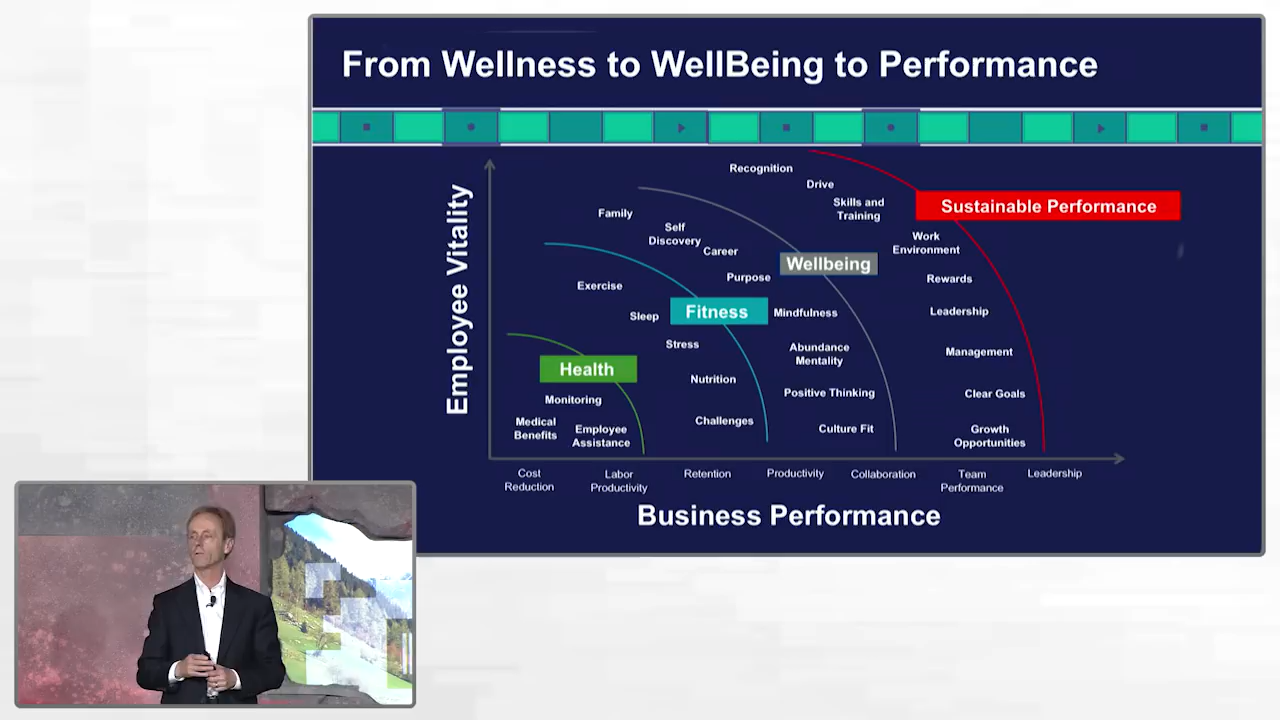 From Wellness to WellBeing to Performance
Employee Vitality
Recognition
Drive
Skills and
Training
Sustainable Performance
Family
Self
Discovery
Career
Work
Environment
Wellbeing
Purpose
Rewards
Exercise
Sleep
Fitness
Mindfulness
Leadership
Stress
Abundance
Mentality
Management
Health
Nutrition
Positive Thinking
Clear Goals
Monitoring
Medical
Benefits
Employee
Assistance
Challenges
Culture Fit
Growth
Opportunities
Cost
Reduction
Labor
Productivity
Retention
Productivity
Collaboration
Team
Performance
Leadership
Business Performance